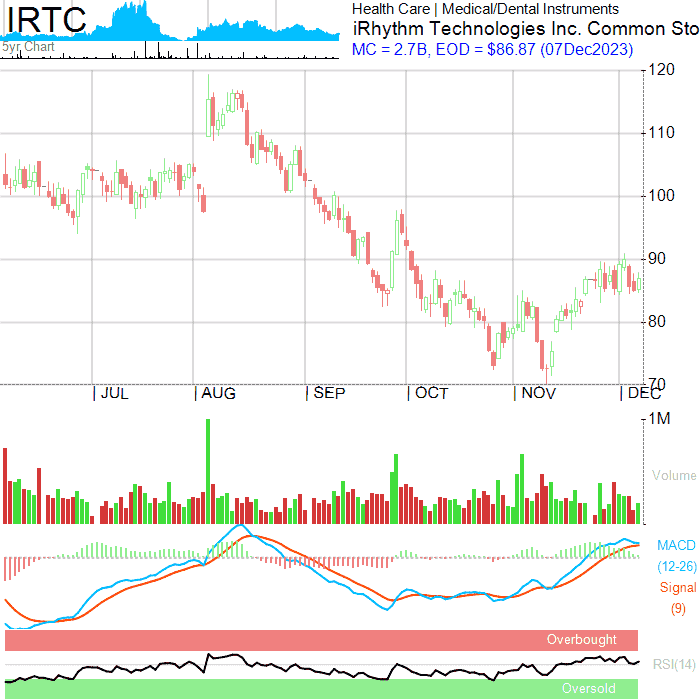 IRTC
5yr Chart
Health Care | Medical/Dental Instruments
iRhythm Technologies Inc. Common Sto
MC = 2.7B, EOD = $86.87 (07Dec2023)
120
110
100
90
80
70
| JUL | AUG | SEP | OCT | NOV | DEC
1M
Volume
MACD
(12-26)
Signal
(9)
Overbought
RSI(14)
Oversold